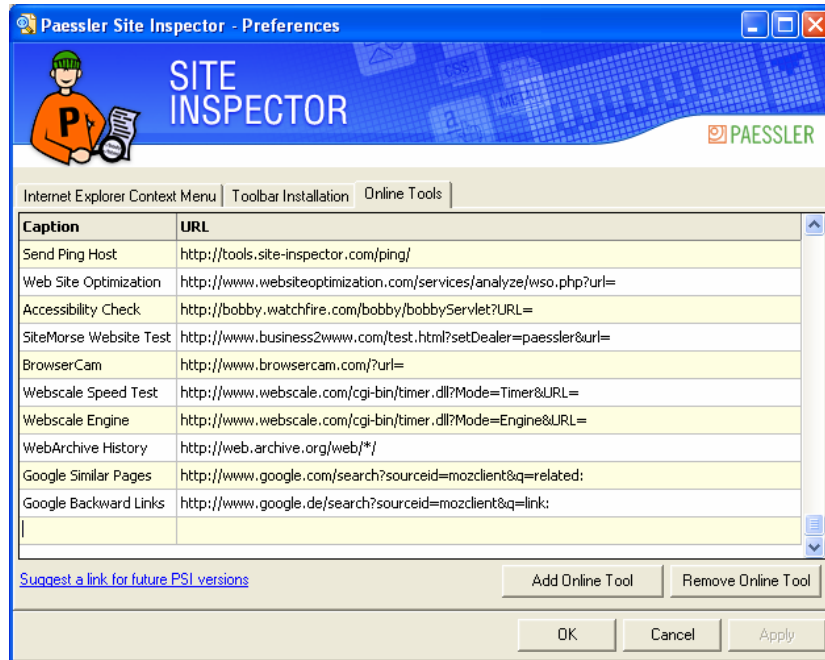 Paessler Site Inspector - Preferences
SITE
INSPECTOR
P
PAESSLER
Internet Explorer Context Menu Toolbar Installation Online Tools
Caption URL
Send Ping Host http://tools.site-inspector.com/ping/
Web Site Optimization http://www.websiteoptimization.com/services/analyze/wso.php?url=
Accessibility Check http://bobby.watchfire.com/bobby/bobbyServlet?URL=
SiteMorse Website Test http://www.business2www.com/test.html?setDealer=paessler&url=
BrowserCam http://www.browsercam.com/?url=
Webscale Speed Test http://www.webscale.com/cgi-bin/timer.dll?Mode=Timer&URL=
Webscale Engine http://www.webscale.com/cgi-bin/timer.dll?Mode=Engine&URL=
WebArchive History http://web.archive.org/web/*/
Google Similar Pages http://www.google.com/search?sourceid=mozclient&q=related:
Google Backward Links http://www.google.de/search?sourceid=mozclient&q=link:
Suggest a link for future PSI versions Add Online Tool Remove Online Tool
OK Cancel Apply